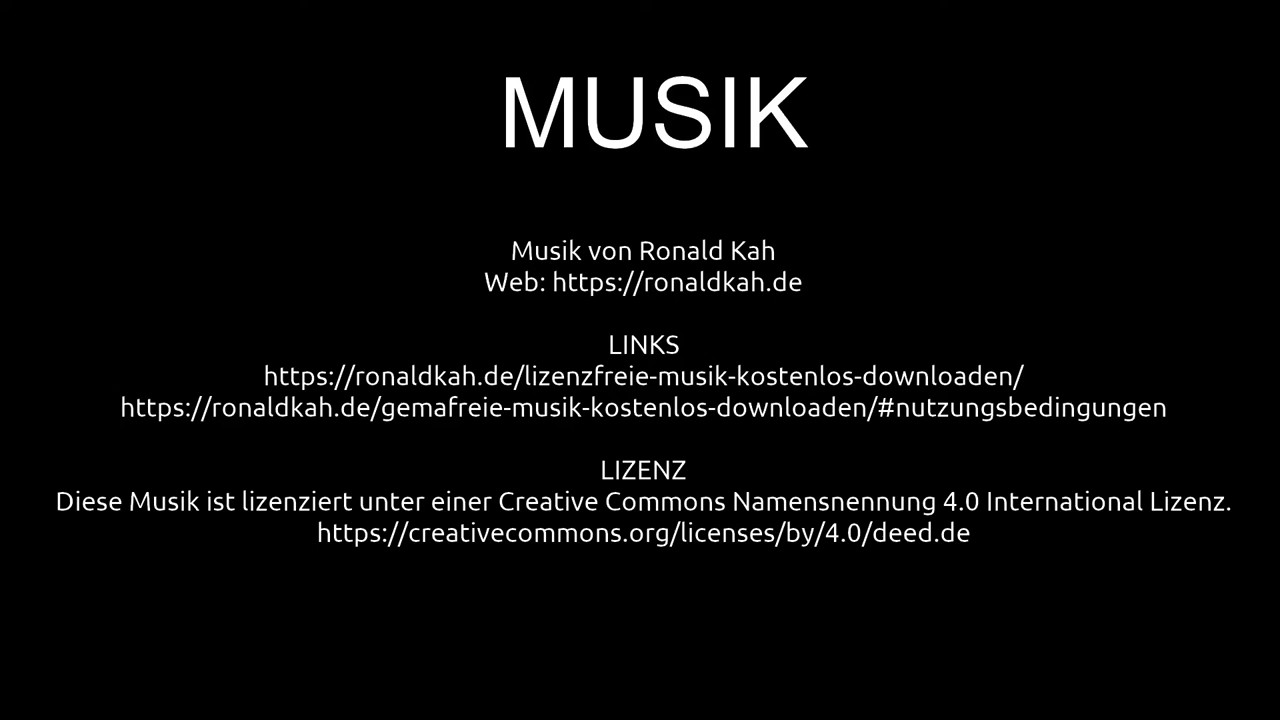 MUSIK
Musik von Ronald Kah
Web: https://ronaldkah.de
LINKS
https://ronaldkah.de/lizenzfreie-musik-kostenlos-downloaden/
https://ronaldkah.de/gemafreie-musik-kostenlos-downloaden/#nutzungsbedingungen
LIZENZ
Diese Musik ist lizenziert unter einer Creative Commons Namensnennung 4.0 International Lizenz.
https://creativecommons.org/licenses/by/4.0/deed.de